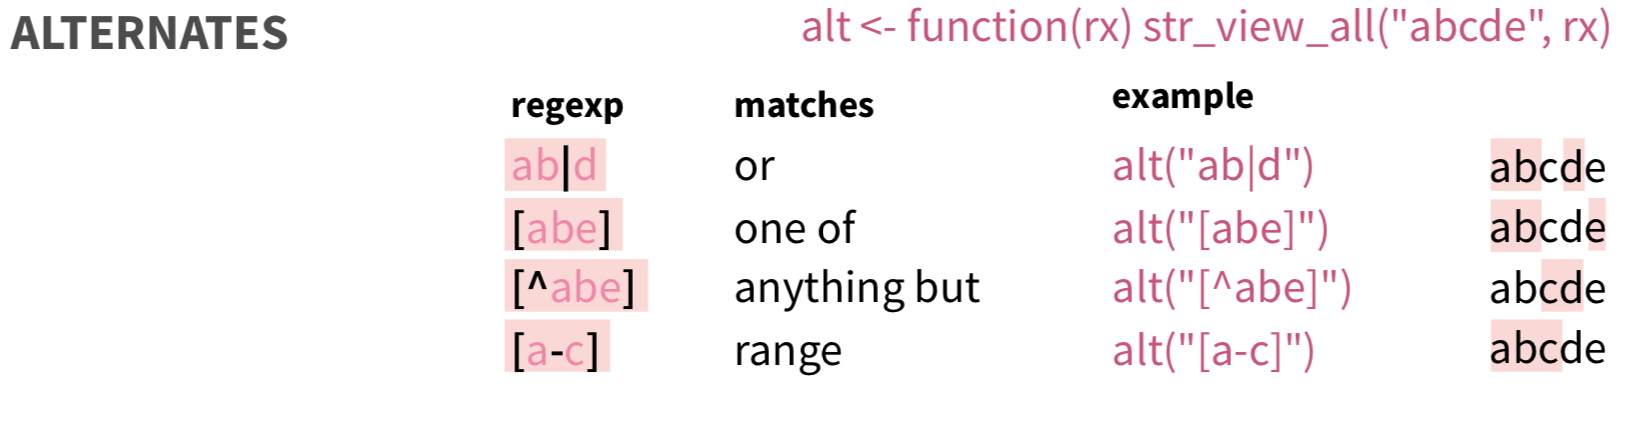 ALTERNATES alt <- function(rx) str_view_all("abcde", rx)
regexp matches example
ab|d or alt("ab|d") abcde
[abe] one of alt("[abe]") abcde
[^abe] anything but alt("[^abe]") abcde
[a-c] range alt("[a-c]") abcde